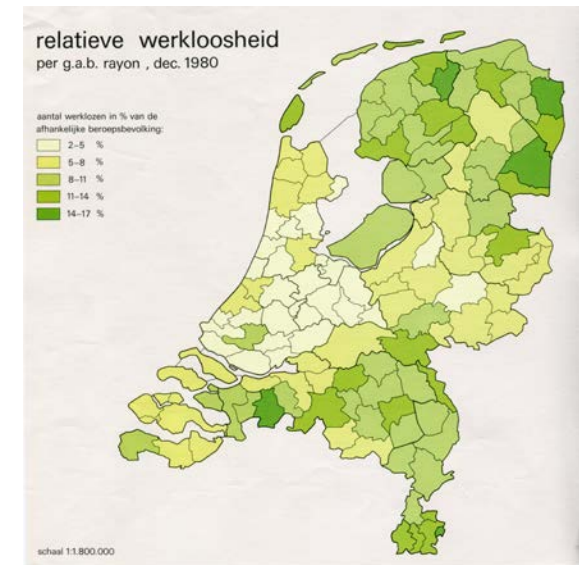 relatieve werkloosheid
per g.a.b. rayon , dec. 1980
aantal werklozen in % van de
afhankelijke beroepsbevolking:
2–5 %
5–8 %
8–11 %
11–14 %
14–17 %
schaal 1:1.800.000